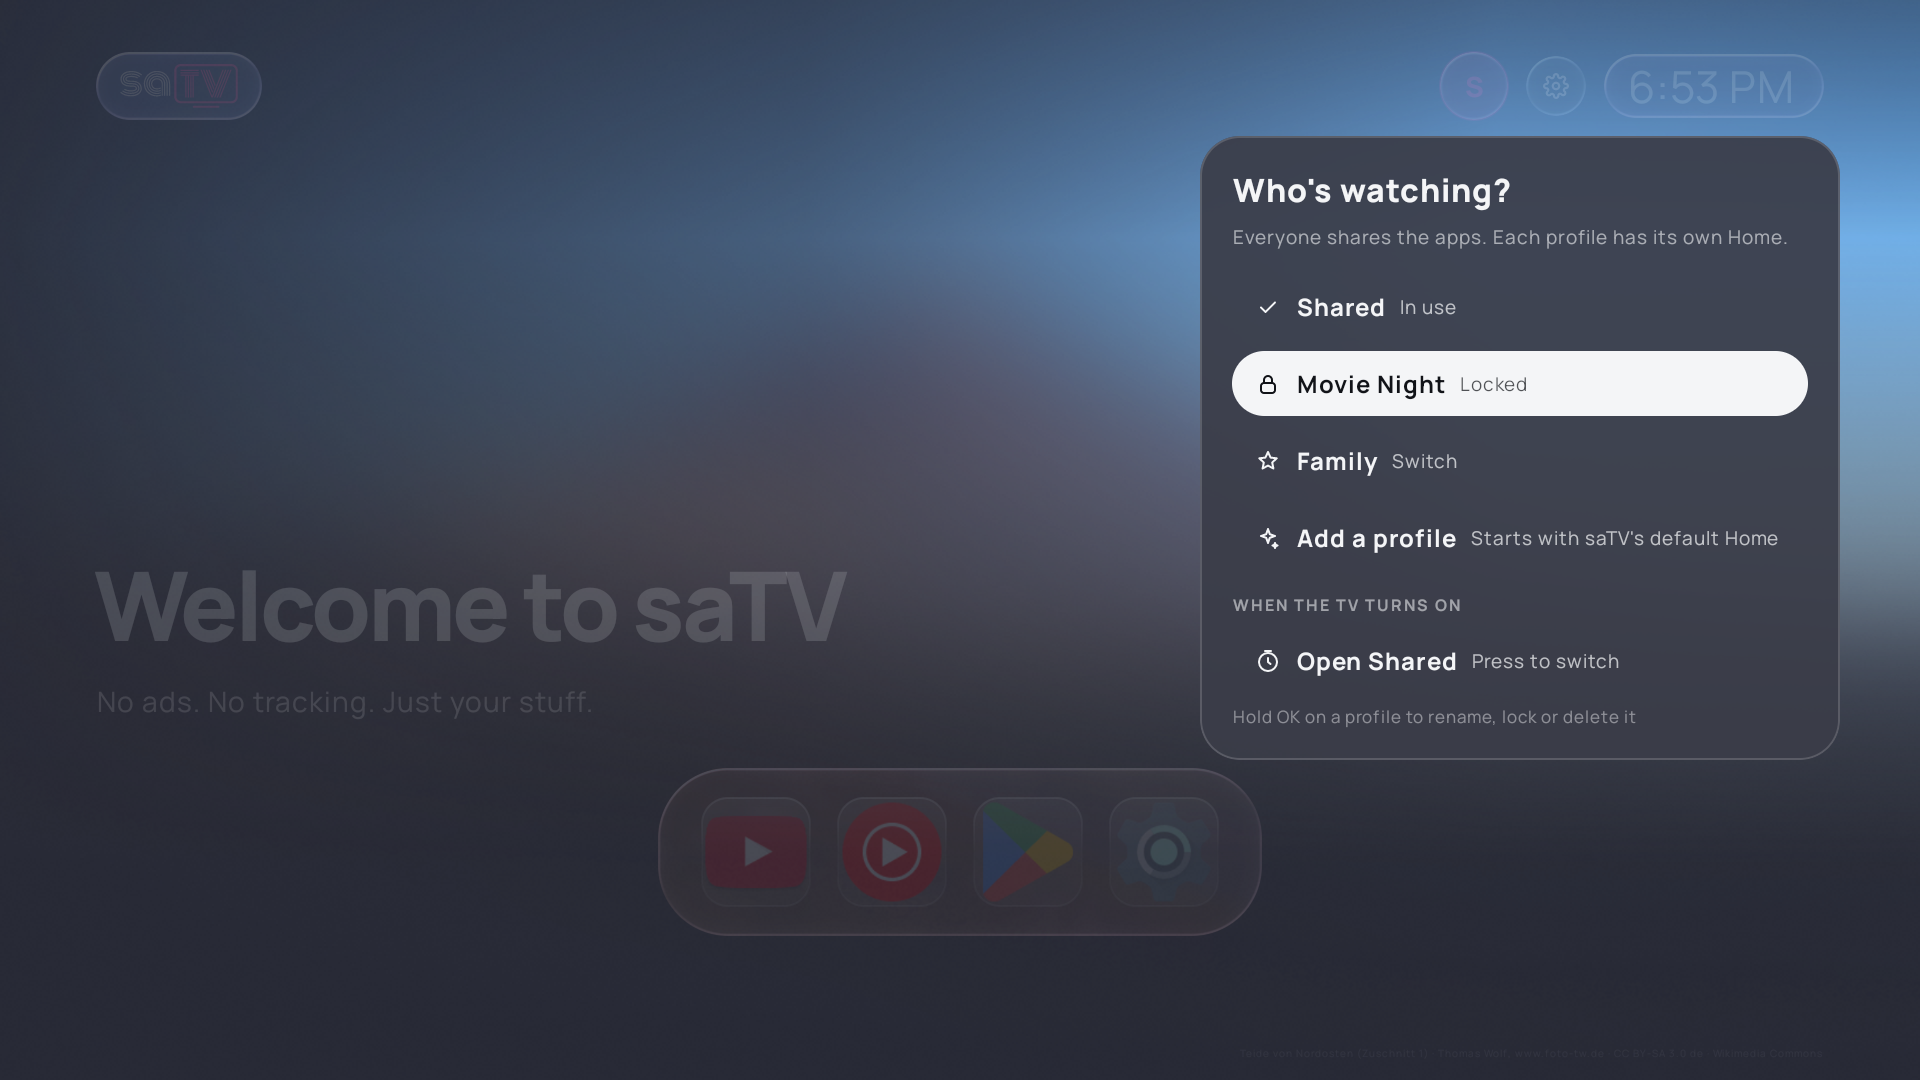 saTV
S
6:53 PM
Who's watching?
Everyone shares the apps. Each profile has its own Home.
Shared In use
Movie Night Locked
Family Switch
Add a profile Starts with saTV's default Home
WHEN THE TV TURNS ON
Open Shared Press to switch
Hold OK on a profile to rename, lock or delete it
Welcome to saTV
No ads. No tracking. Just your stuff.